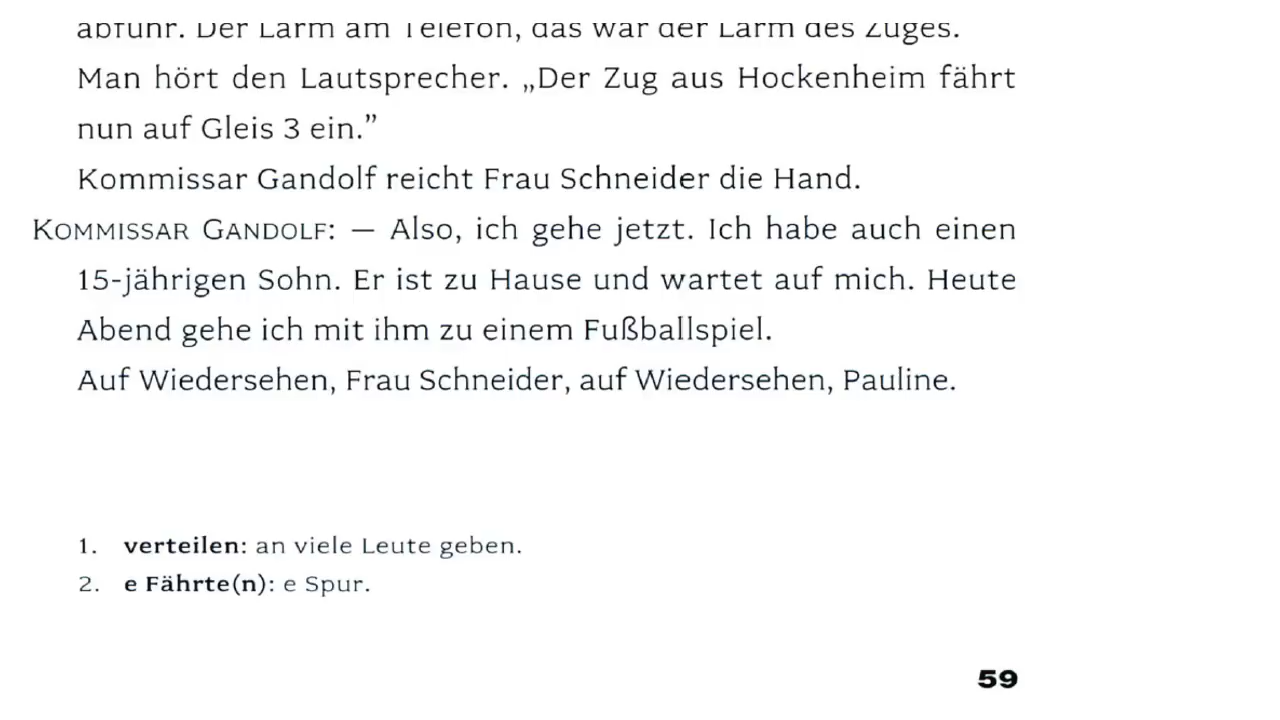 abfuhr. Der Lärm am Telefon, das war der Lärm des Zuges.
Man hört den Lautsprecher. „Der Zug aus Hockenheim fährt
nun auf Gleis 3 ein.”
Kommissar Gandolf reicht Frau Schneider die Hand.
KOMMISSAR GANDOLF: — Also, ich gehe jetzt. Ich habe auch einen
15-jährigen Sohn. Er ist zu Hause und wartet auf mich. Heute
Abend gehe ich mit ihm zu einem Fußballspiel.
Auf Wiedersehen, Frau Schneider, auf Wiedersehen, Pauline.
1. verteilen: an viele Leute geben.
2. e Fährte(n): e Spur.
59